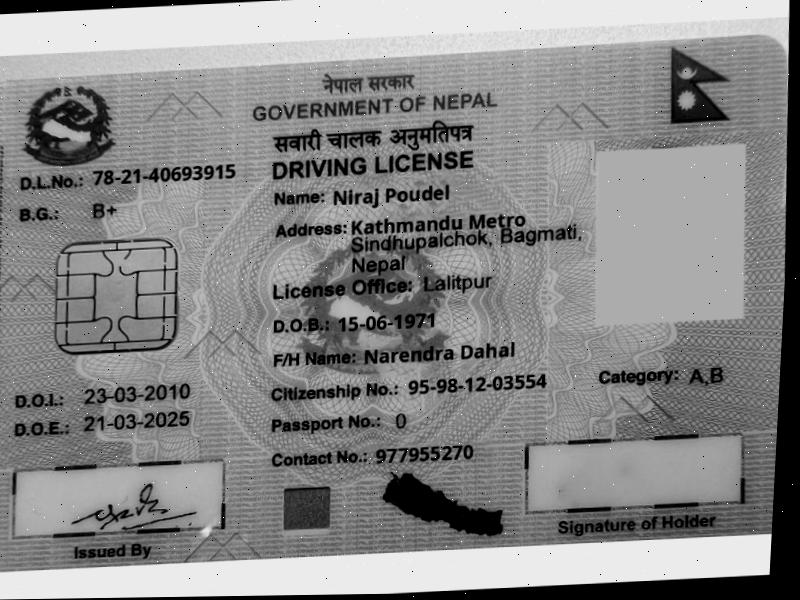 नेपाल सरकार
GOVERNMENT OF NEPAL
सवारी चालक अनुमतिपत्र
DRIVING LICENSE
D.L.No.: 78-21-40693915
B.G.: B+
Name: Niraj Poudel
Address: Kathmandu Metro
Sindhupalchok, Bagmati,
Nepal
License Office: Lalitpur
D.O.B.: 15-06-1971
F/H Name: Narendra Dahal
D.O.I.: 23-03-2010
D.O.E.: 21-03-2025
Citizenship No.: 95-98-12-03554
Category: A,B
Passport No.: 0
Contact No.: 977955270
Issued By
Signature of Holder